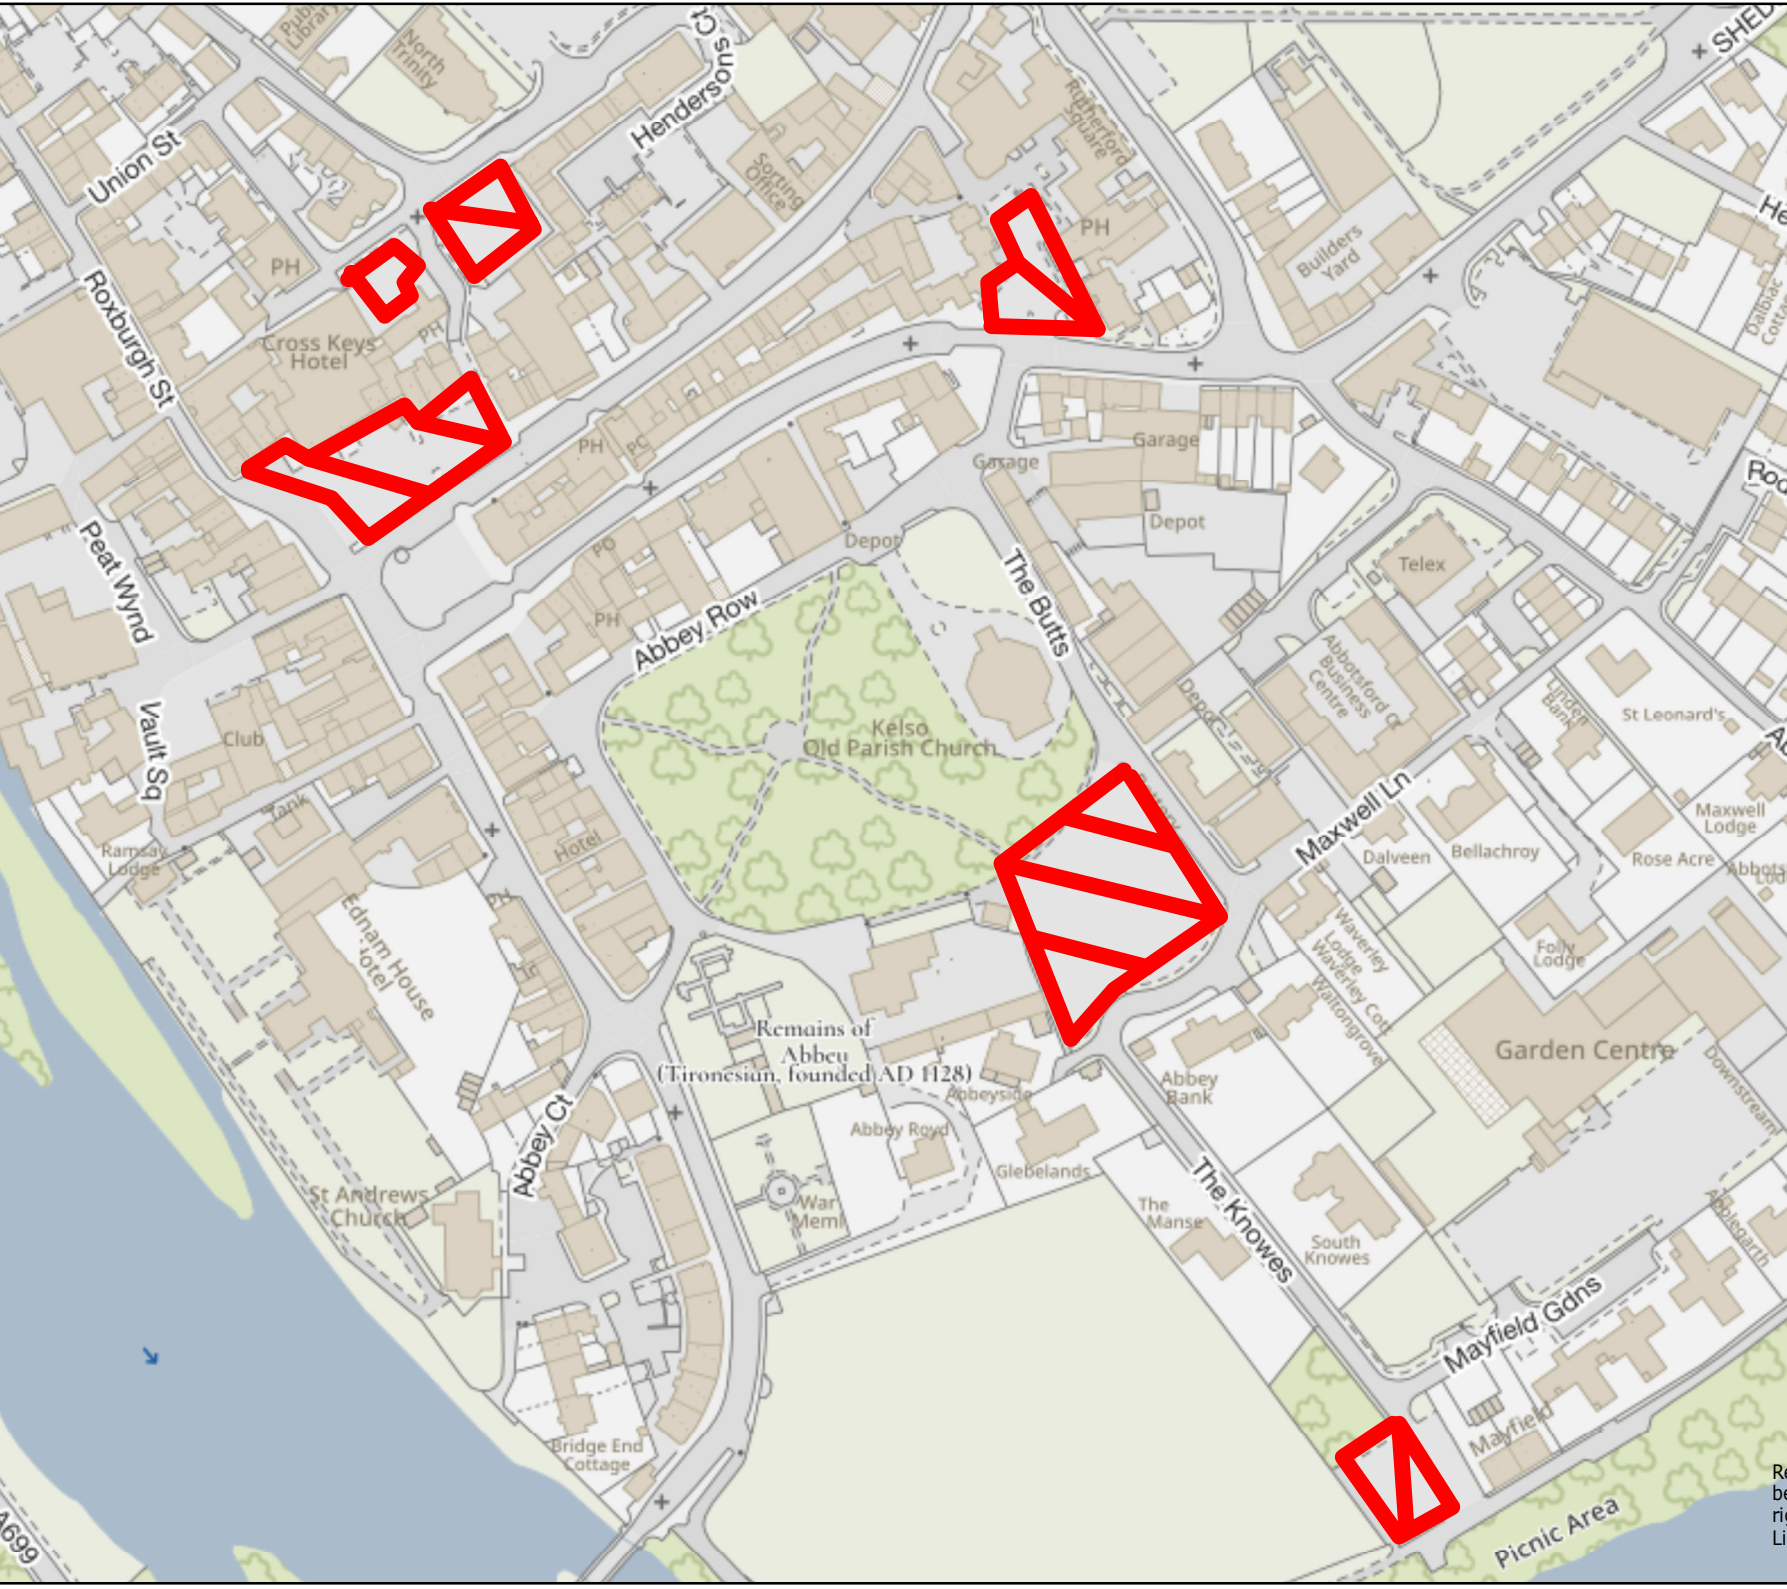 Public
Library
North
Trinity
Hendersons Ct
SHED
Union St
Sorting
Office
Rutherford
Square
PH
PH
Builders
Yard
Roxburgh St
Cross Keys
Hotel
PH
Dalbiac
PH
PC
Garage
Garage
Depot
Peat Wynd
PO
Depot
Telex
PH
Abbey Row
The Butts
Abbotsford
Business
Centre
Linden
Bank
St Leonard's
Vault Sq
Club
Kelso
Old Parish Church
Tank
Hotel
Maxwell Ln
Maxwell
Lodge
Ramsay
Lodge
Dalveen
Bellachroy
Rose Acre
Ednam House
Hotel
Waverley
Lodge
Waverley Cott
Waltongrove
Folly
Lodge
Remains of
Abbey
(Tironesian, founded AD 1128)
Garden Centre
Abbey
Bank
Abbeyside
Downstream
Abbey Ct
Abbey Royd
Glebelands
St Andrews
Church
War
Meml
The
Manse
The Knowes
South
Knowes
Applegarth
Mayfield Gdns
Mayfield
Bridge End
Cottage
Picnic Area
A699